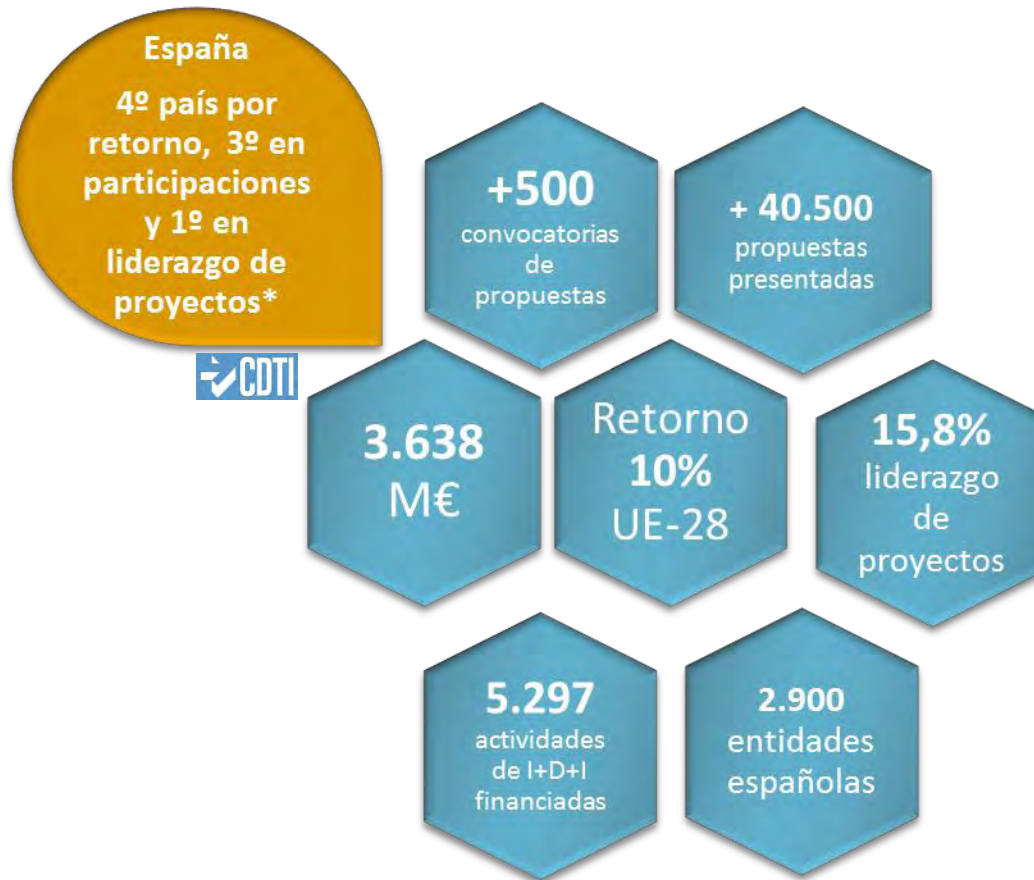 España
4º país por
retorno, 3º en
participaciones
y 1º en
liderazgo de
proyectos*
CDTI
+500
convocatorias
de
propuestas
+ 40.500
propuestas
presentadas
3.638
M€
Retorno
10%
UE-28
15,8%
liderazgo
de
proyectos
5.297
actividades
de I+D+I
financiadas
2.900
entidades
españolas